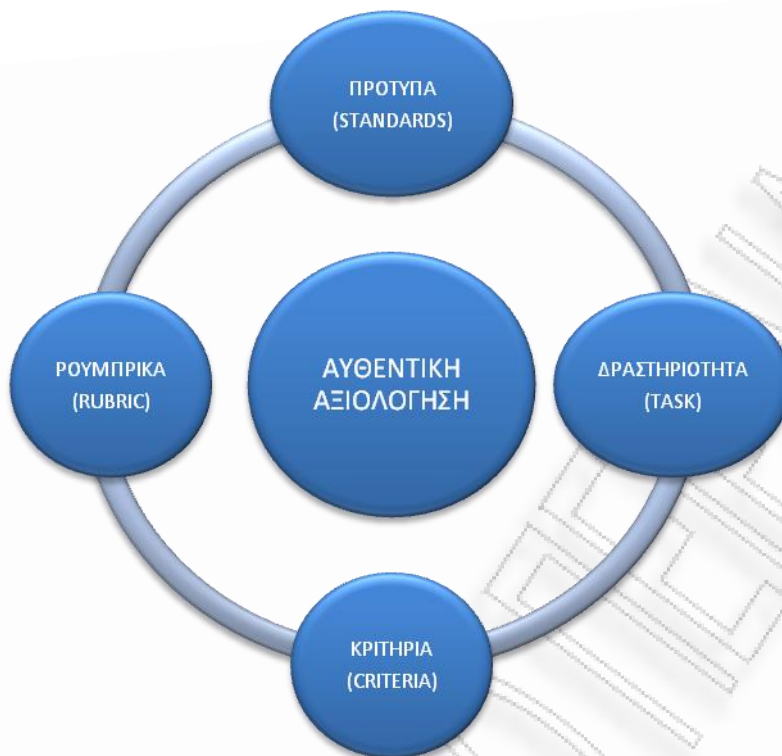 ΠΡΟΤΥΠΑ
(STANDARDS)
ΡΟΥΜΠΡΙΚΑ
(RUBRIC)
ΑΥΘΕΝΤΙΚΗ
ΑΞΙΟΛΟΓΗΣΗ
ΔΡΑΣΤΗΡΙΟΤΗΤΑ
(TASK)
ΚΡΙΤΗΡΙΑ
(CRITERIA)